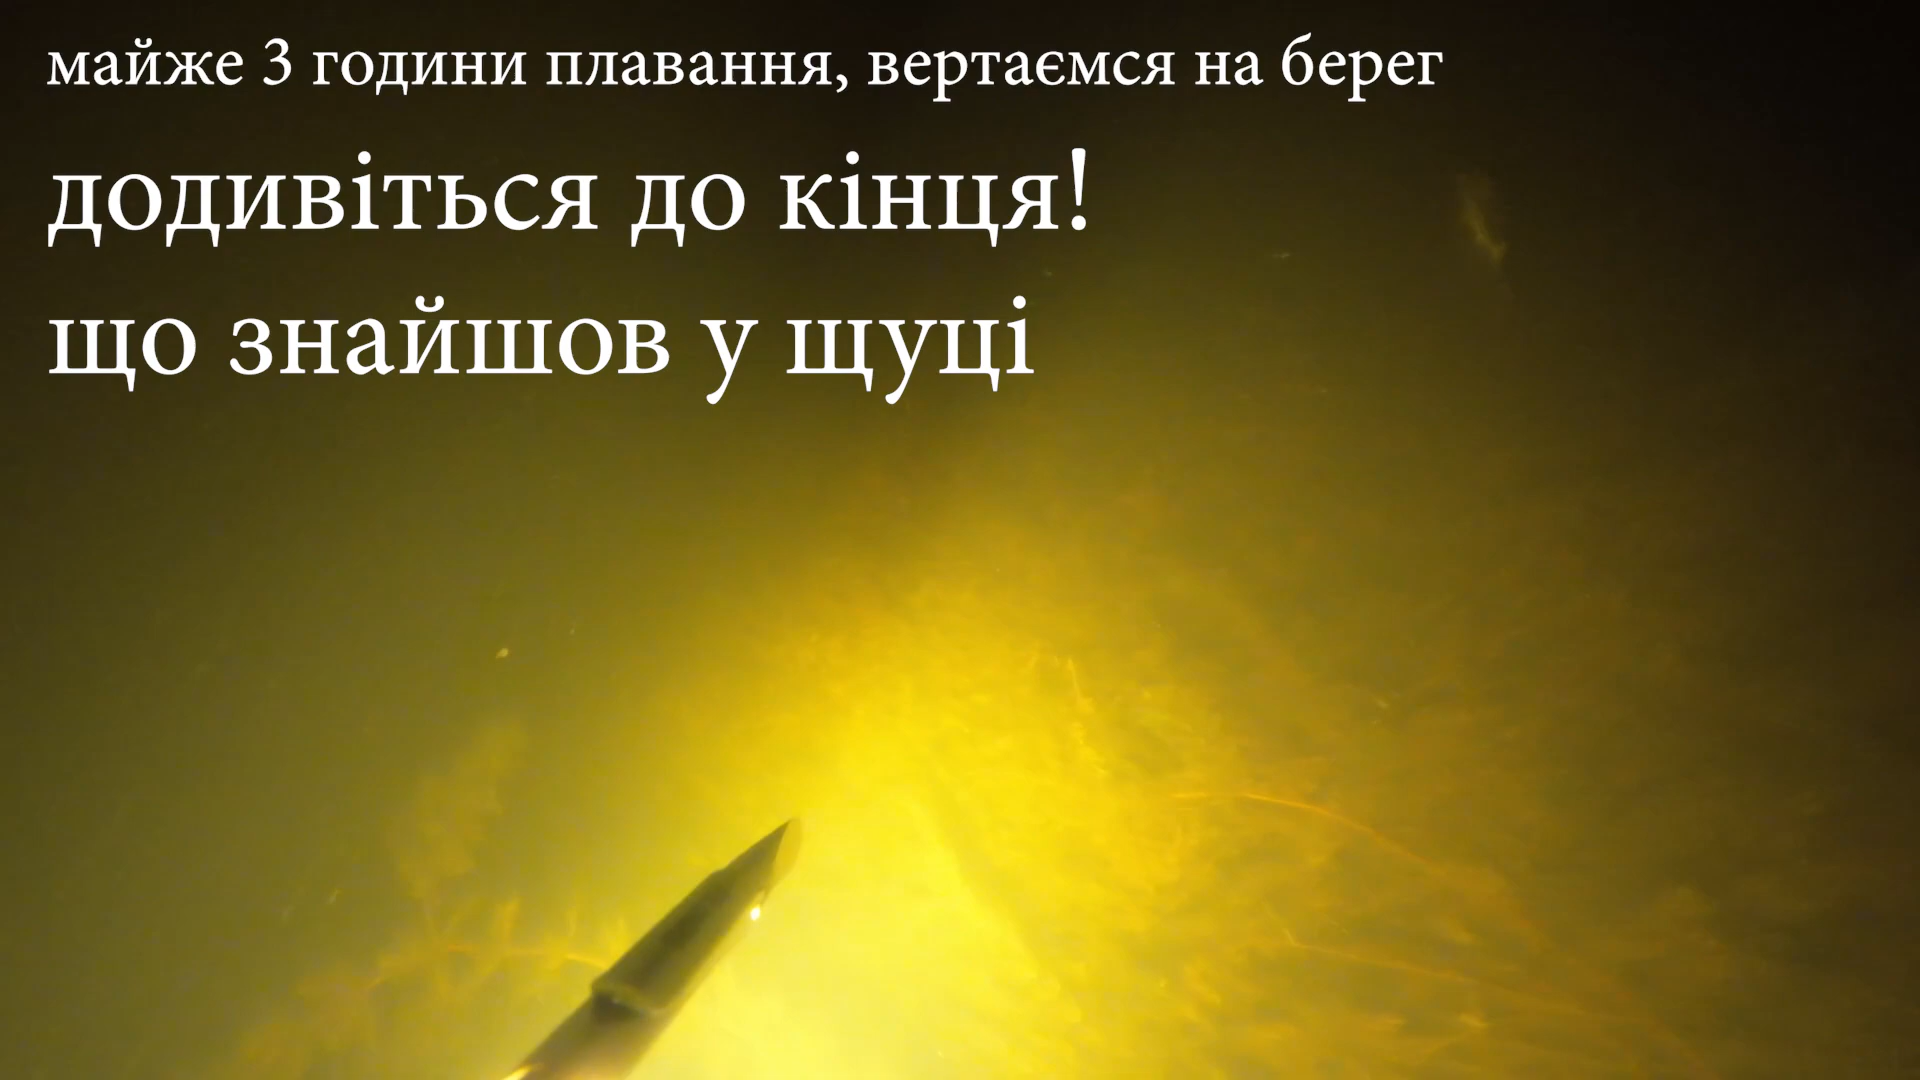 майже 3 години плавання, вертаємся на берег
додивіться до кінця!
що знайшов у щуці